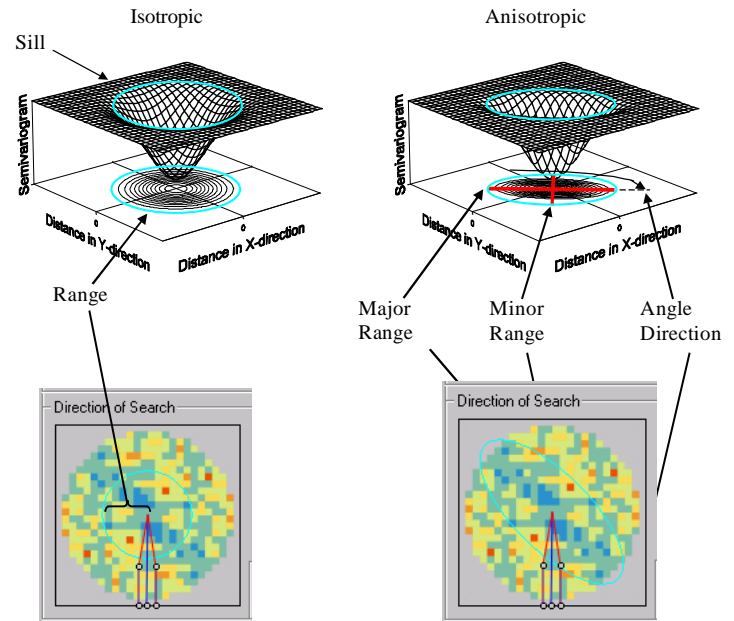 Isotropic
Anisotropic
Sill
Semivariogram
0
Distance in Y-direction
0
Distance in X-direction
Semivariogram
0
Distance in Y-direction
0
Distance in X-direction
Range
Major
Range
Minor
Range
Angle
Direction
Direction of Search
Direction of Search